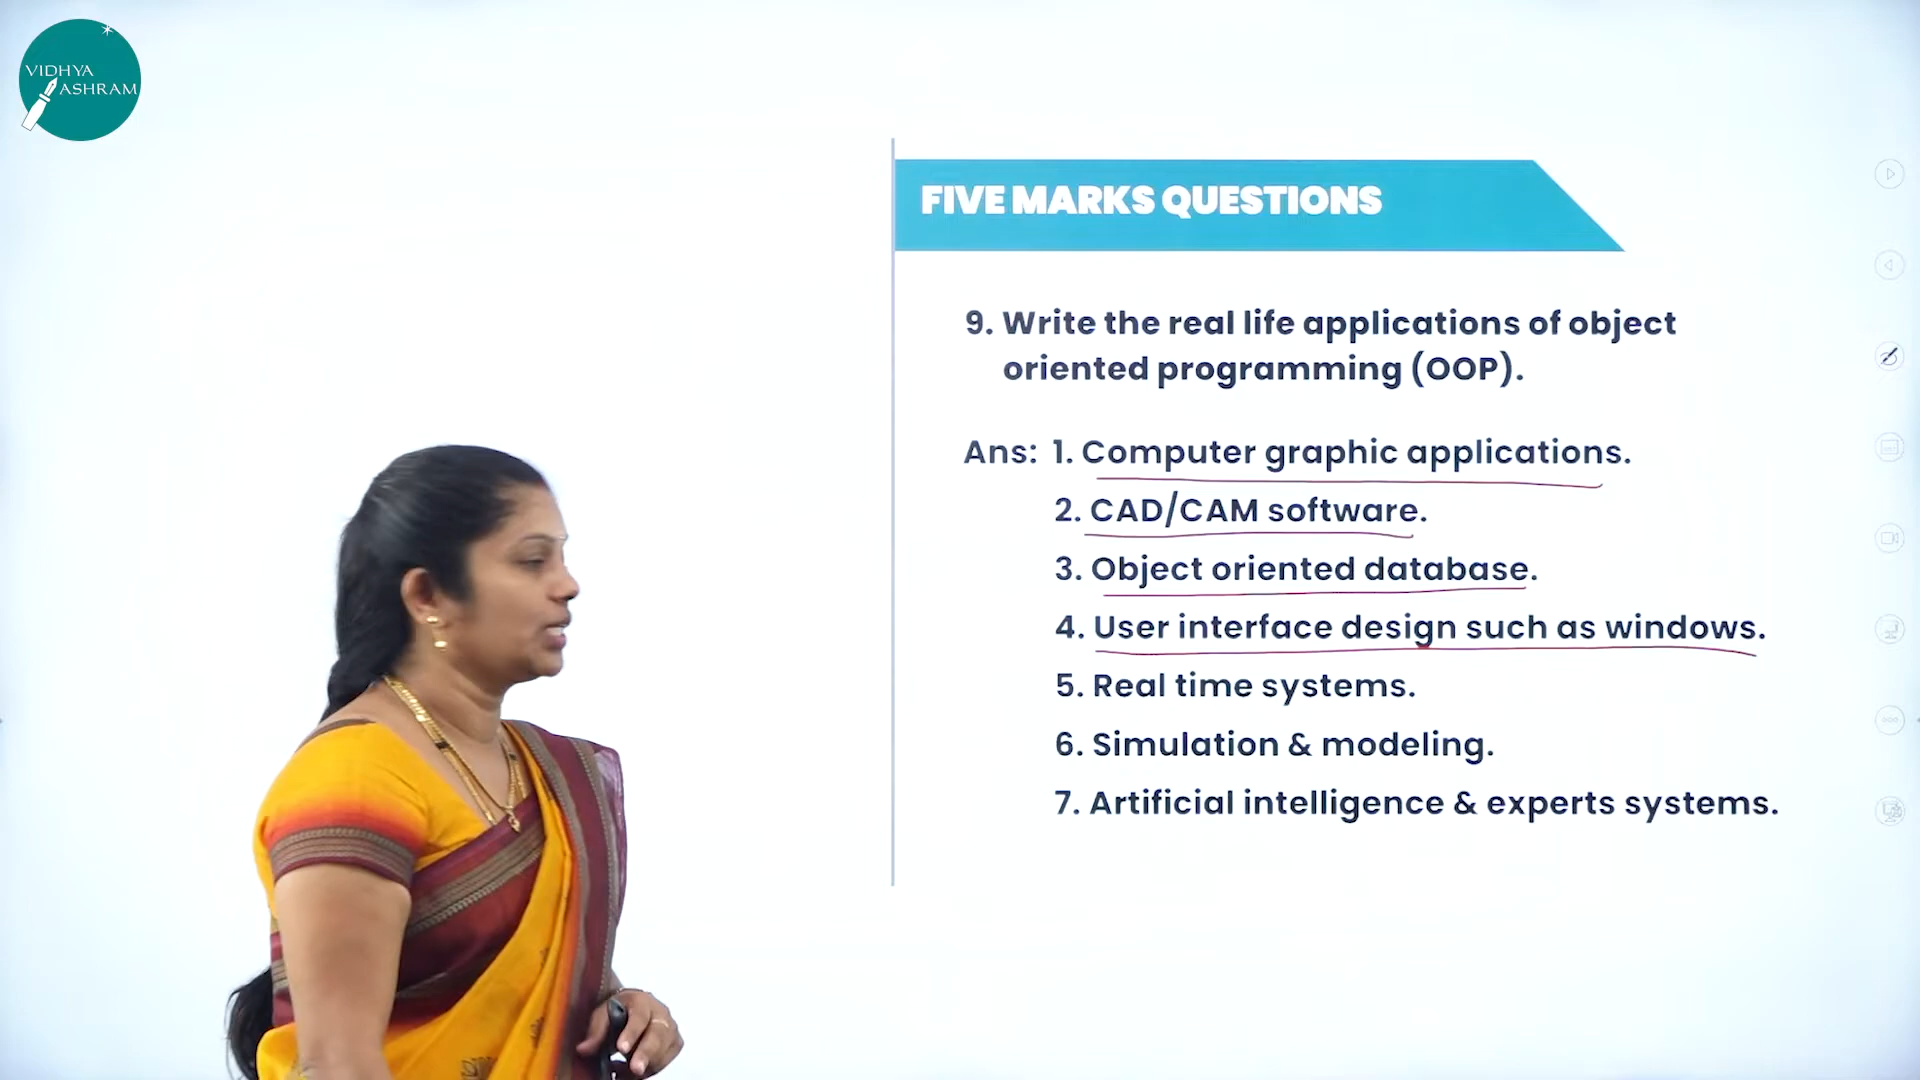 VIDHYA
ASHRAM
FIVE MARKS QUESTIONS
9. Write the real life applications of object
oriented programming (OOP).
Ans: 1. Computer graphic applications.
2. CAD/CAM software.
3. Object oriented database.
4. User interface design such as windows.
5. Real time systems.
6. Simulation & modeling.
7. Artificial intelligence & experts systems.